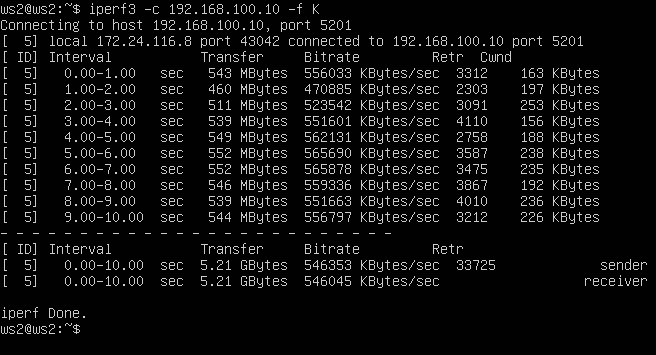 ws2@ws2:~$ iperf3 -c 192.168.100.10 -f K
Connecting to host 192.168.100.10, port 5201
[  5] local 172.24.116.8 port 43042 connected to 192.168.100.10 port 5201
[ ID] Interval           Transfer     Bitrate         Retr  Cwnd
[  5]   0.00-1.00   sec   543 MBytes  556033 KBytes/sec  3312    163 KBytes
[  5]   1.00-2.00   sec   460 MBytes  470885 KBytes/sec  2303    197 KBytes
[  5]   2.00-3.00   sec   511 MBytes  523542 KBytes/sec  3091    253 KBytes
[  5]   3.00-4.00   sec   539 MBytes  551601 KBytes/sec  4110    156 KBytes
[  5]   4.00-5.00   sec   549 MBytes  562131 KBytes/sec  2758    188 KBytes
[  5]   5.00-6.00   sec   552 MBytes  565690 KBytes/sec  3587    238 KBytes
[  5]   6.00-7.00   sec   552 MBytes  565878 KBytes/sec  3475    235 KBytes
[  5]   7.00-8.00   sec   546 MBytes  559336 KBytes/sec  3867    192 KBytes
[  5]   8.00-9.00   sec   539 MBytes  551663 KBytes/sec  4010    236 KBytes
[  5]   9.00-10.00  sec   544 MBytes  556797 KBytes/sec  3212    226 KBytes
- - - - - - - - - - - - - - - - - - - - - - - - -
[ ID] Interval           Transfer     Bitrate         Retr
[  5]   0.00-10.00  sec  5.21 GBytes  546353 KBytes/sec  33725             sender
[  5]   0.00-10.00  sec  5.21 GBytes  546045 KBytes/sec                  receiver
iperf Done.
ws2@ws2:~$